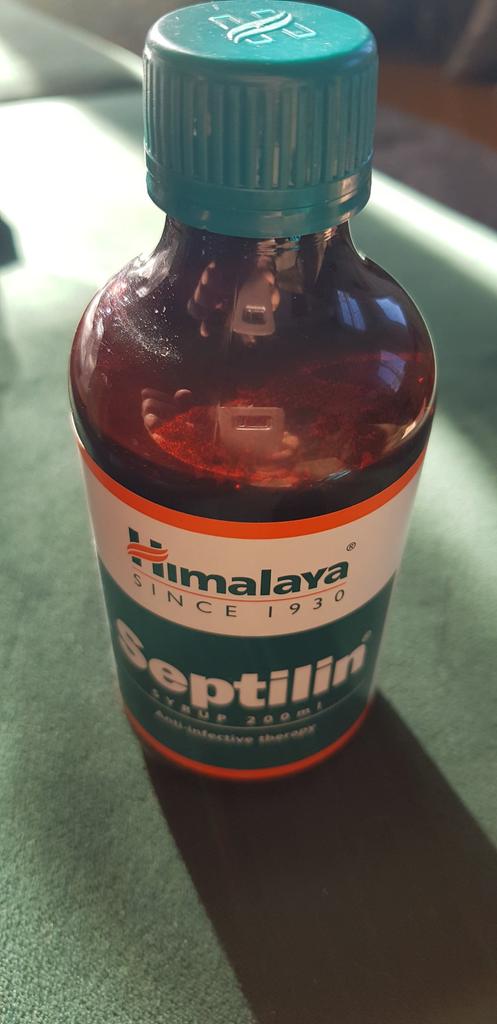 Himalaya®
SINCE 1930
Septilin®
SYRUP 200ml
Anti-infective therapy